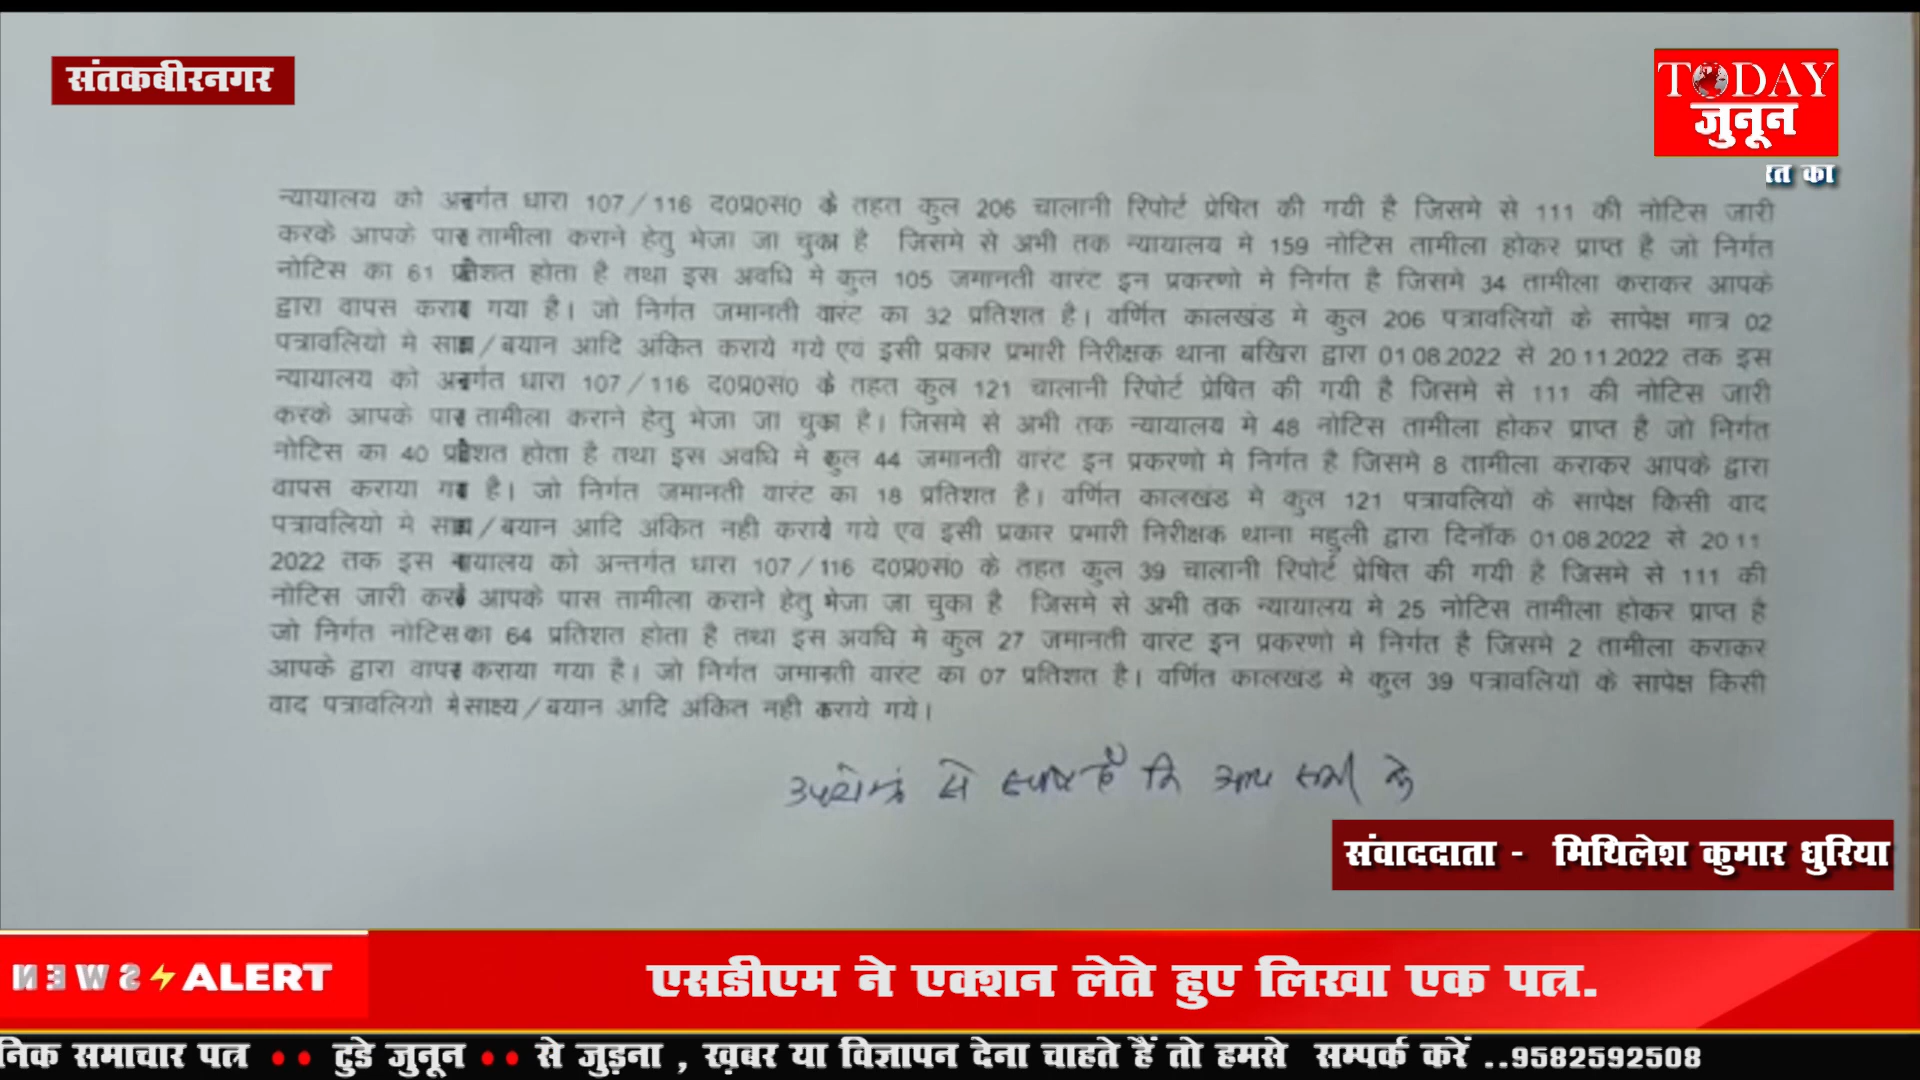 संतकबीरनगर
TODAY
जुनून
रत का
न्यायालय को अन्तर्गत धारा 107/116 द0प्र0सं0 के तहत कुल 206 चालानी रिपोर्ट प्रेषित की गयी है जिसमे से 111 की नोटिस जारी
करके आपके पास तामीला कराने हेतु भेजा जा चुका है जिसमे से अभी तक न्यायालय मे 159 नोटिस तामीला होकर प्राप्त है जो निर्गत
नोटिस का 61 प्रतिशत होता है तथा इस अवधि मे कुल 105 जमानती वारंट इन प्रकरणो मे निर्गत है जिसमे 34 तामीला कराकर आपके
द्वारा वापस कराया गया है। जो निर्गत जमानती वारंट का 32 प्रतिशत है। वर्णित कालखंड मे कुल 206 पत्रावलियों के सापेक्ष मात्र 02
पत्रावलियो मे साक्ष्य/बयान आदि अंकित कराये गये एवं इसी प्रकार प्रभारी निरीक्षक थाना बखिरा द्वारा 01.08.2022 से 20.11.2022 तक इस
न्यायालय को अन्तर्गत धारा 107/116 द0प्र0सं0 के तहत कुल 121 चालानी रिपोर्ट प्रेषित की गयी है जिसमे से 111 की नोटिस जारी
करके आपके पास तामीला कराने हेतु भेजा जा चुका है। जिसमे से अभी तक न्यायालय मे 48 नोटिस तामीला होकर प्राप्त है जो निर्गत
नोटिस का 40 प्रतिशत होता है तथा इस अवधि मे कुल 44 जमानती वारंट इन प्रकरणो मे निर्गत है जिसमे 8 तामीला कराकर आपके द्वारा
वापस कराया गया है। जो निर्गत जमानती वारंट का 18 प्रतिशत है। वर्णित कालखंड मे कुल 121 पत्रावलियों के सापेक्ष किसी वाद
पत्रावलियो मे साक्ष्य/बयान आदि अंकित नही कराये गये एवं इसी प्रकार प्रभारी निरीक्षक थाना महुली द्वारा दिनॉक 01.08.2022 से 20.11
2022 तक इस न्यायालय को अन्तर्गत धारा 107/116 द0प्र0सं0 के तहत कुल 39 चालानी रिपोर्ट प्रेषित की गयी है जिसमे से 111 की
नोटिस जारी करके आपके पास तामीला कराने हेतु भेजा जा चुका है जिसमे से अभी तक न्यायालय मे 25 नोटिस तामीला होकर प्राप्त है
जो निर्गत नोटिस का 64 प्रतिशत होता है तथा इस अवधि मे कुल 27 जमानती वारंट इन प्रकरणो मे निर्गत है जिसमे 2 तामीला कराकर
आपके द्वारा वापस कराया गया है। जो निर्गत जमानती वारंट का 07 प्रतिशत है। वर्णित कालखंड मे कुल 39 पत्रावलियों के सापेक्ष किसी
वाद पत्रावलियो मे साक्ष्य/बयान आदि अंकित नही कराये गये।
उपरोक्त से स्पष्ट है कि आप सभी के
संवाददाता - मिथिलेश कुमार धुरिया
NEWS ALERT
एसडीएम ने एक्शन लेते हुए लिखा एक पत्र.
निक समाचार पत्र •• टुडे जुनून •• से जुड़ना , ख़बर या विज्ञापन देना चाहते हैं तो हमसे सम्पर्क करें ..9582592508